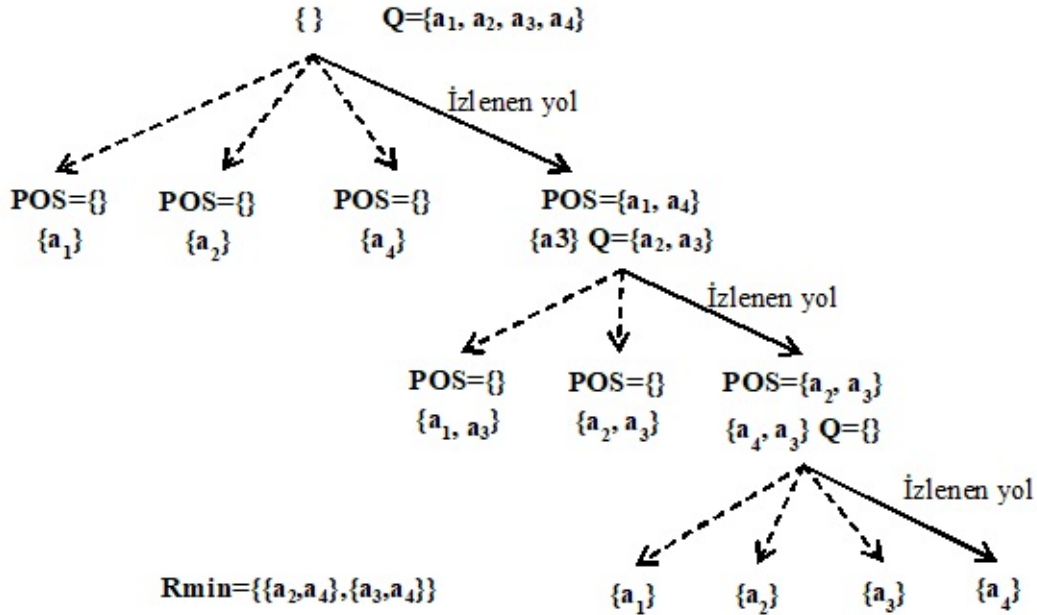 { } Q={a₁, a₂, a₃, a₄}
İzlenen yol
POS={} POS={} POS={} POS={a₁, a₄}
{a₁} {a₂} {a₄} {a3} Q={a₂, a₃}
İzlenen yol
POS={} POS={} POS={a₂, a₃}
{a₁, a₃} {a₂, a₃} {a₄, a₃} Q={}
İzlenen yol
Rmin={{a₂,a₄},{a₃,a₄}} {a₁} {a₂} {a₃} {a₄}